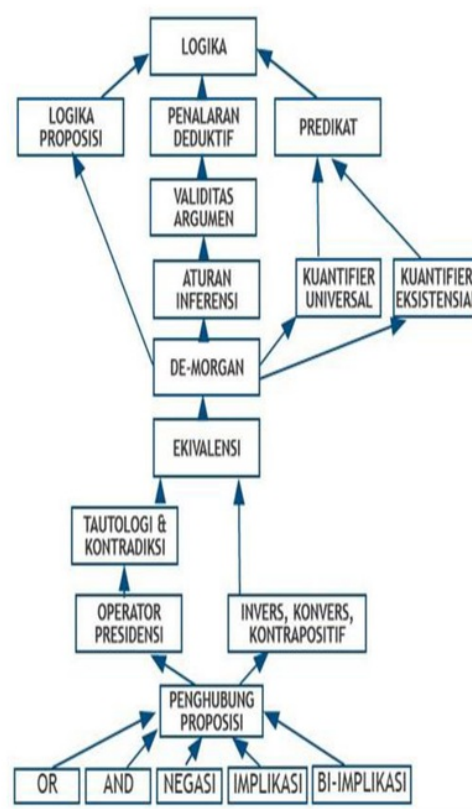 LOGIKA
LOGIKA
PROPOSISI
PENALARAN
DEDUKTIF
PREDIKAT
VALIDITAS
ARGUMEN
ATURAN
INFERENSI
KUANTIFIER
UNIVERSAL
KUANTIFIER
EKSISTENSIAL
DE-MORGAN
EKIVALENSI
TAUTOLOGI &
KONTRADIKSI
OPERATOR
PRESIDENSI
INVERS, KONVERS,
KONTRAPOSITIF
PENGHUBUNG
PROPOSISI
OR
AND
NEGASI
IMPLIKASI
BI-IMPLIKASI